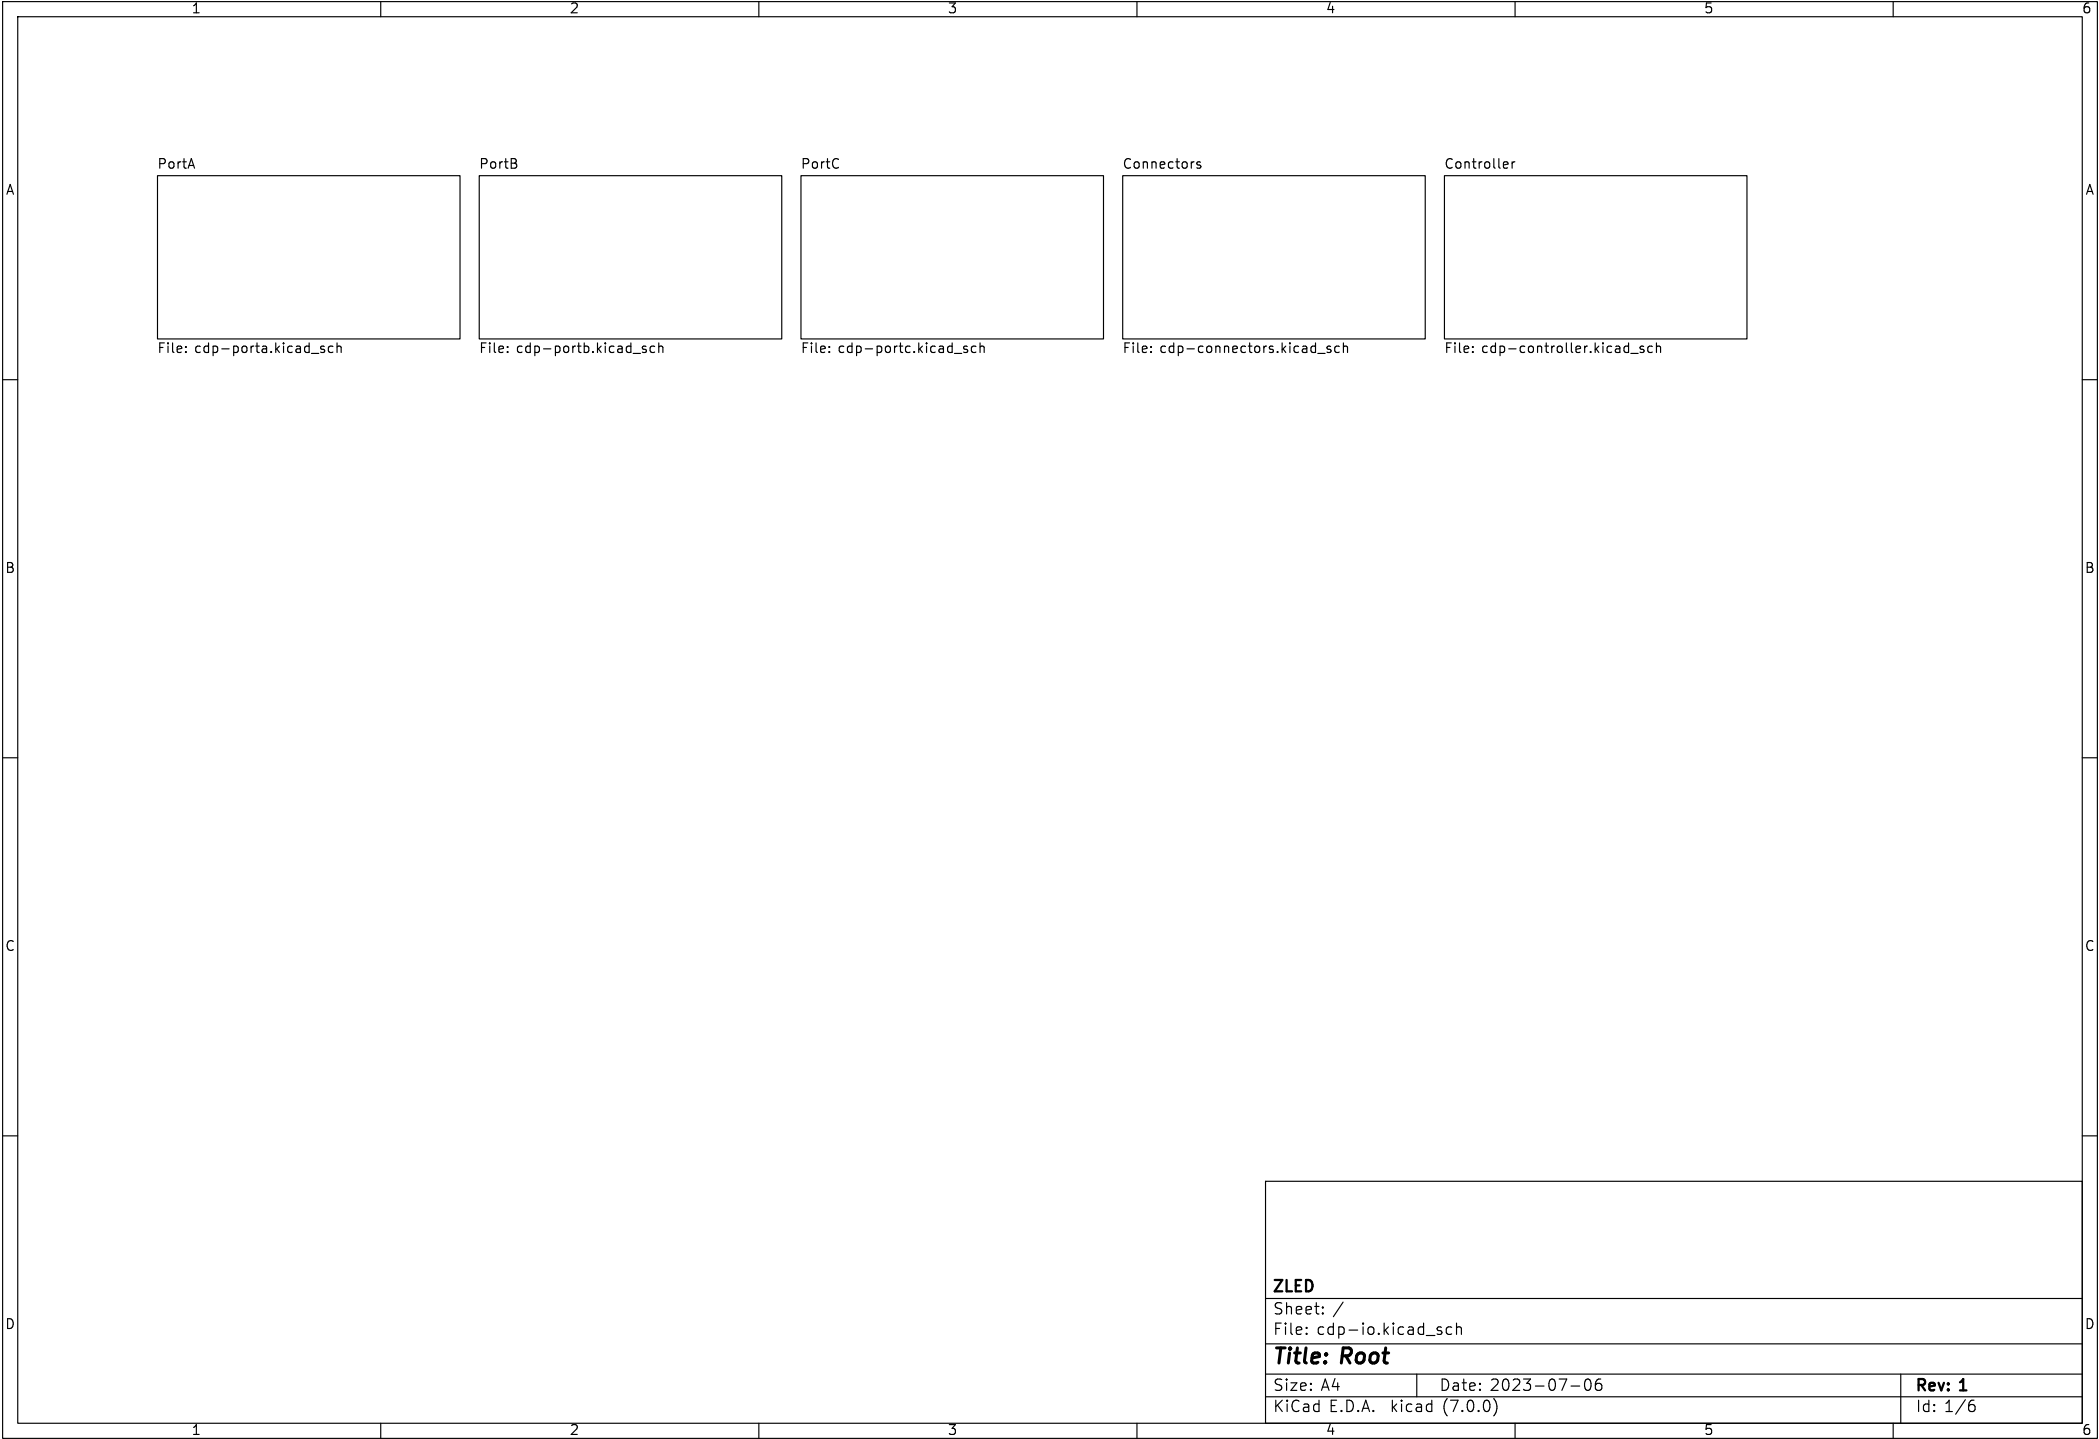 1 2 3 4 5 6
PortA PortB PortC Connectors Controller
A A
File: cdp-porta.kicad_sch File: cdp-portb.kicad_sch File: cdp-portc.kicad_sch File: cdp-connectors.kicad_sch File: cdp-controller.kicad_sch
B B
C C
ZLED
Sheet: /
D D
File: cdp-io.kicad_sch
Title: Root
Size: A4 Date: 2023-07-06 Rev: 1
KiCad E.D.A. kicad (7.0.0) Id: 1/6
1 2 3 4 5 6